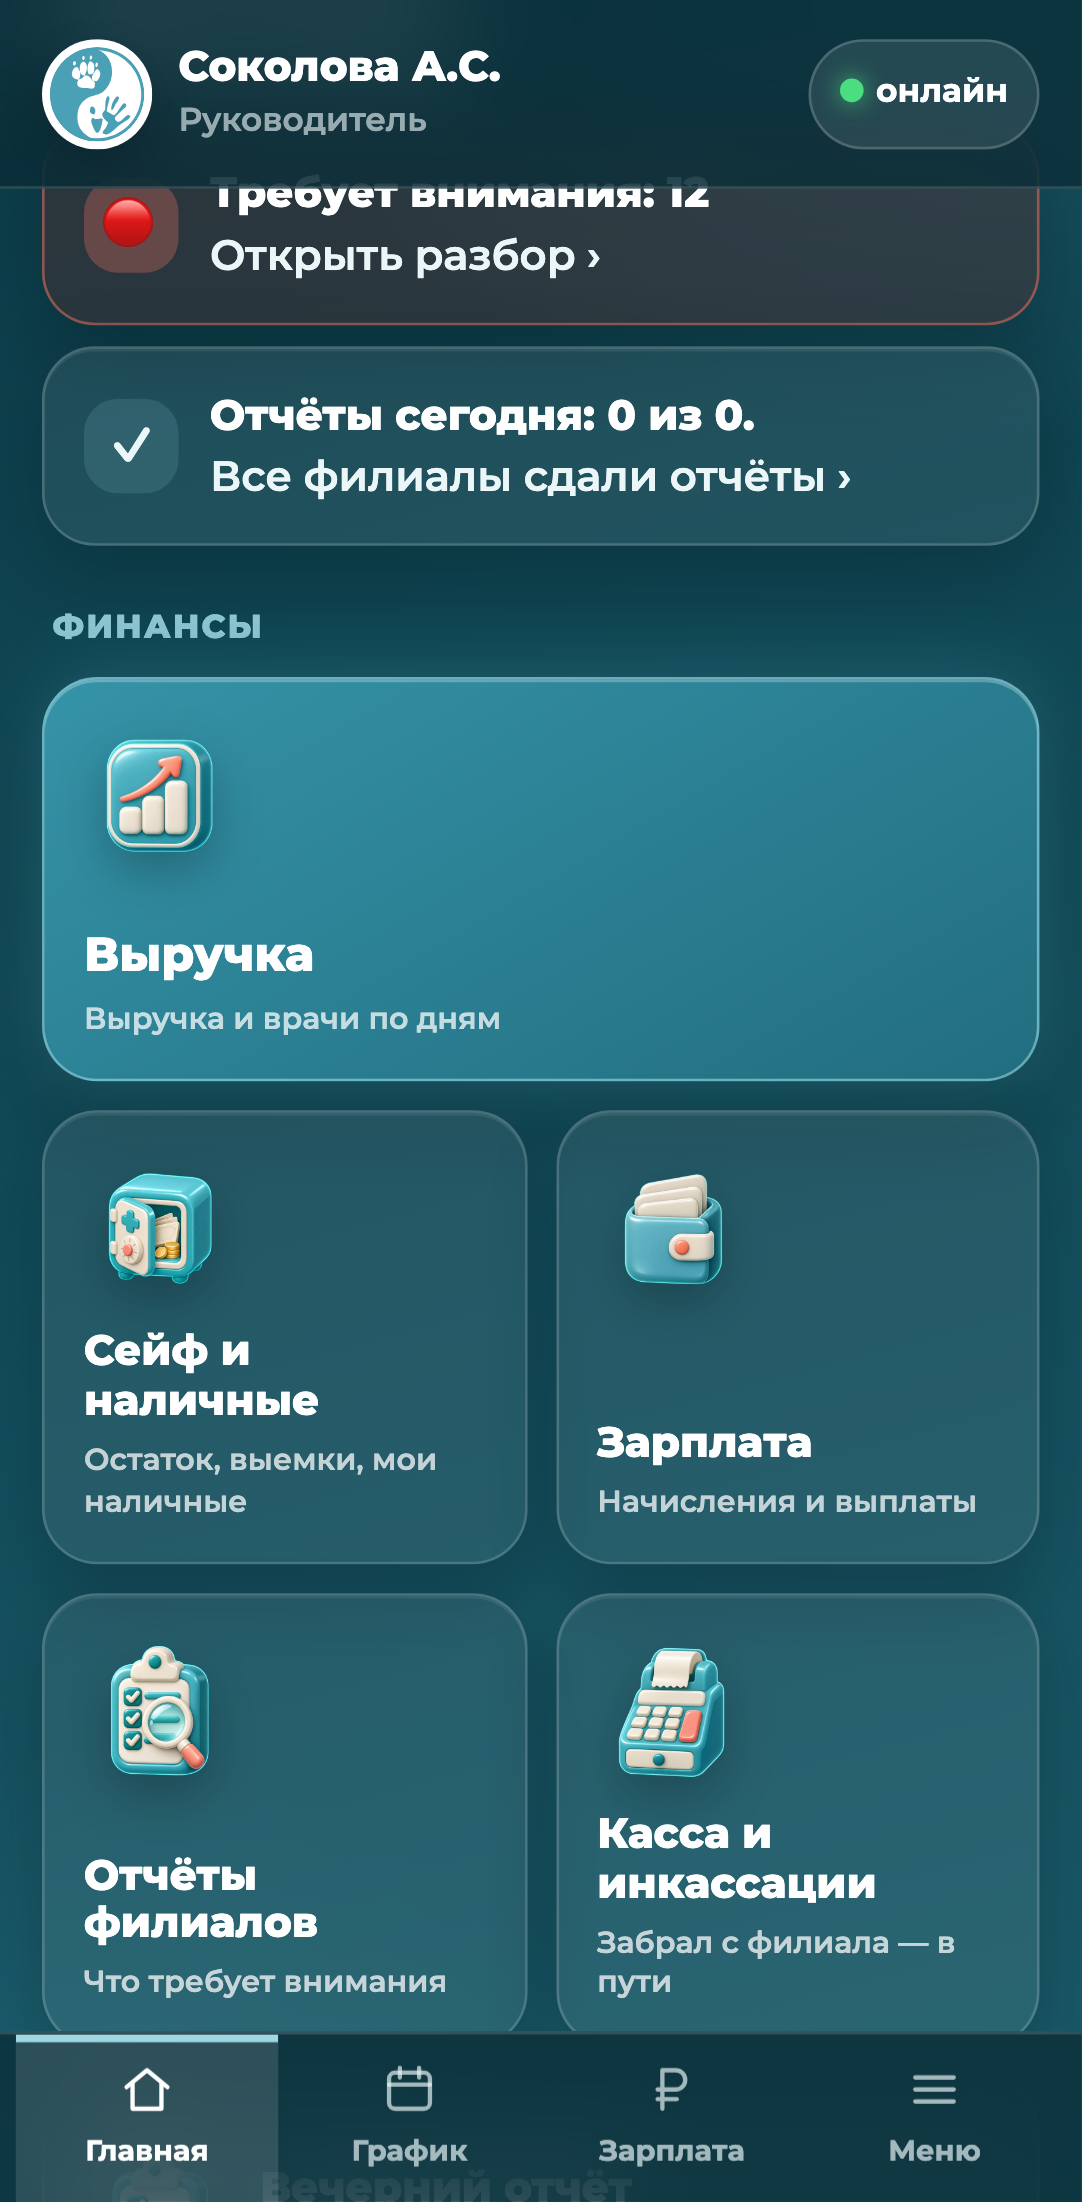 Соколова А.С.
Руководитель
онлайн
Требует внимания: 12
Открыть разбор ›
Отчёты сегодня: 0 из 0.
Все филиалы сдали отчёты ›
ФИНАНСЫ
Выручка
Выручка и врачи по дням
Сейф и
наличные
Остаток, выемки, мои
наличные
Зарплата
Начисления и выплаты
Отчёты
филиалов
Что требует внимания
Касса и
инкассации
Забрал с филиала — в
пути
Главная
График
Зарплата
Меню
Вечерний отчёт